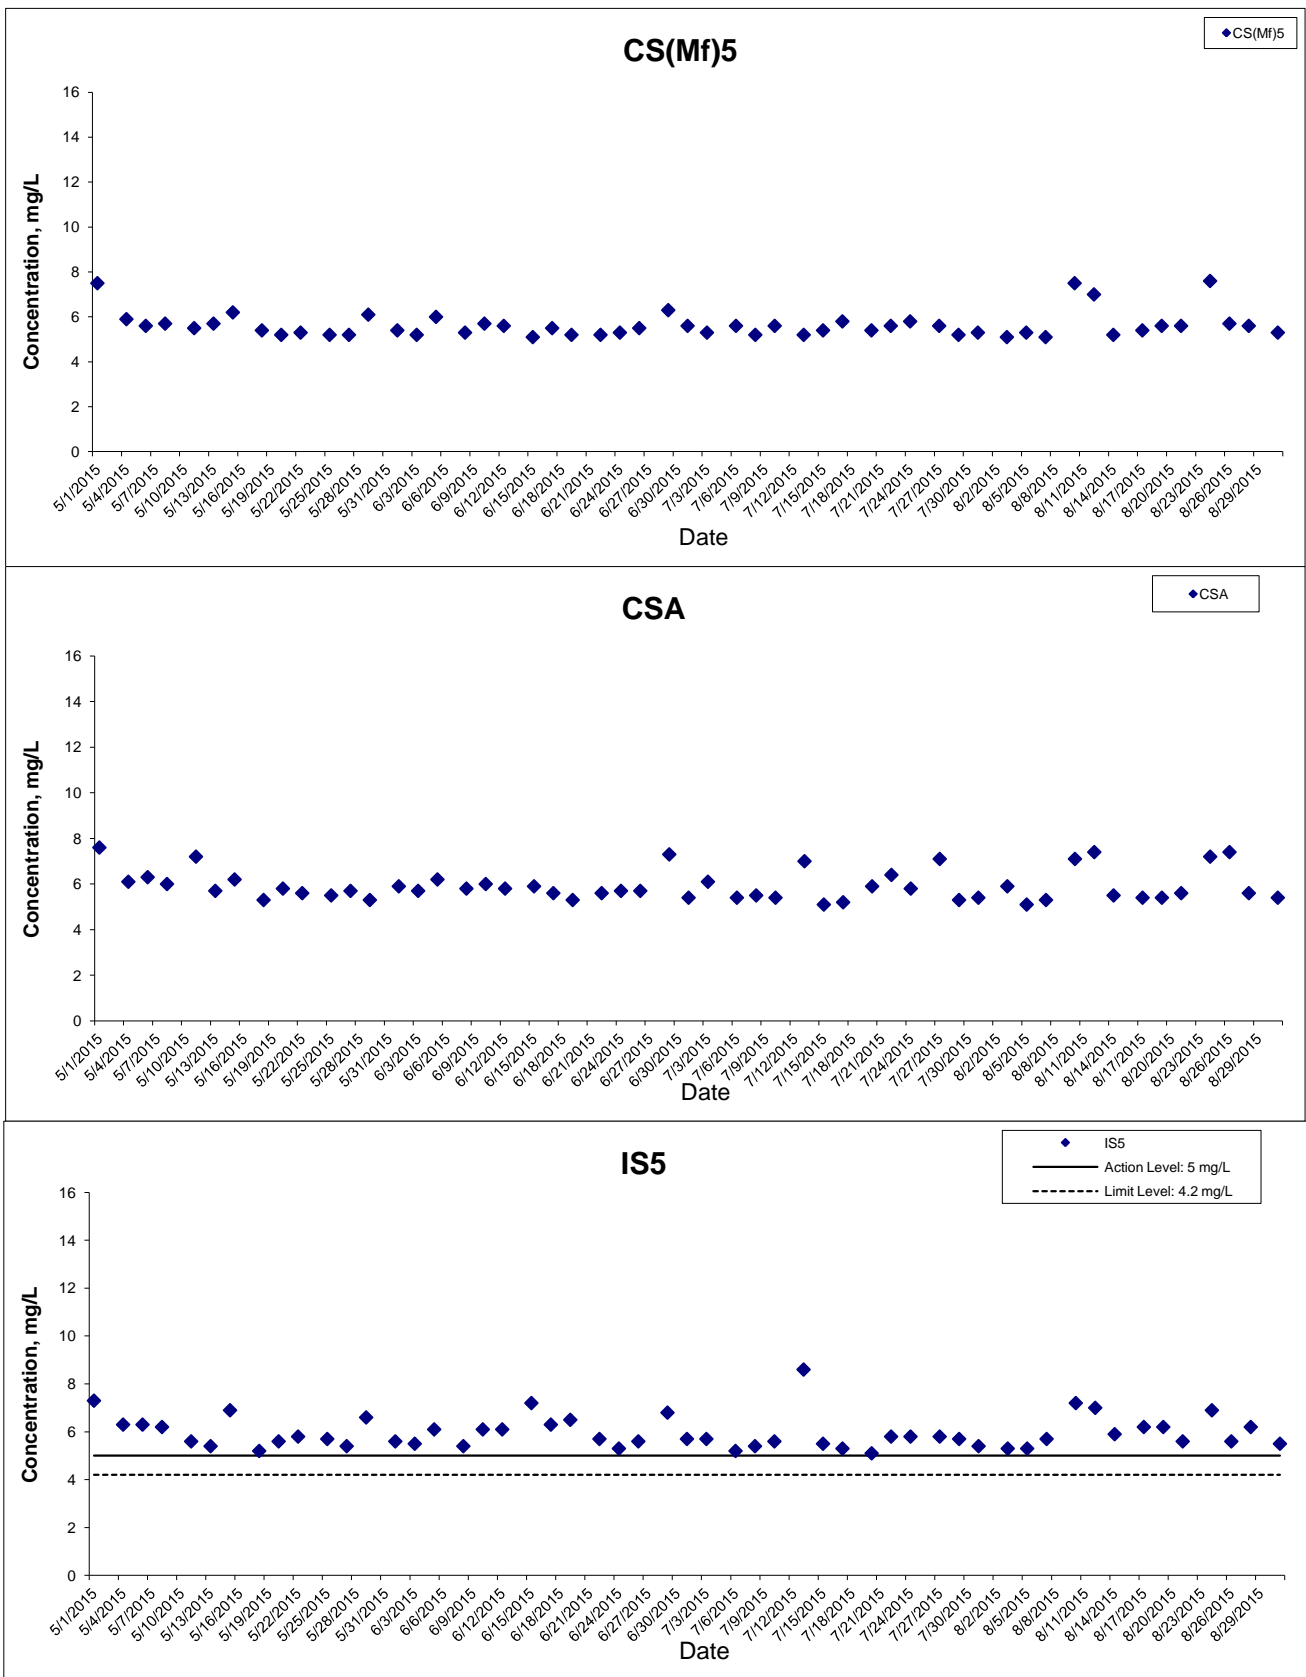 CS(Mf)5
CS(Mf)5
Concentration, mg/L
16
14
12
10
8
6
4
2
0
5/1/2015 5/4/2015 5/7/2015 5/10/2015 5/13/2015 5/16/2015 5/19/2015 5/22/2015 5/25/2015 5/28/2015 5/31/2015 6/3/2015 6/6/2015 6/9/2015 6/12/2015 6/15/2015 6/18/2015 6/21/2015 6/24/2015 6/27/2015 6/30/2015 7/3/2015 7/6/2015 7/9/2015 7/12/2015 7/15/2015 7/18/2015 7/21/2015 7/24/2015 7/27/2015 7/30/2015 8/2/2015 8/5/2015 8/8/2015 8/11/2015 8/14/2015 8/17/2015 8/20/2015 8/23/2015 8/26/2015 8/29/2015
Date
CSA
CSA
Concentration, mg/L
16
14
12
10
8
6
4
2
0
5/1/2015 5/4/2015 5/7/2015 5/10/2015 5/13/2015 5/16/2015 5/19/2015 5/22/2015 5/25/2015 5/28/2015 5/31/2015 6/3/2015 6/6/2015 6/9/2015 6/12/2015 6/15/2015 6/18/2015 6/21/2015 6/24/2015 6/27/2015 6/30/2015 7/3/2015 7/6/2015 7/9/2015 7/12/2015 7/15/2015 7/18/2015 7/21/2015 7/24/2015 7/27/2015 7/30/2015 8/2/2015 8/5/2015 8/8/2015 8/11/2015 8/14/2015 8/17/2015 8/20/2015 8/23/2015 8/26/2015 8/29/2015
Date
IS5
IS5
Action Level: 5 mg/L
Limit Level: 4.2 mg/L
Concentration, mg/L
16
14
12
10
8
6
4
2
0
5/1/2015 5/4/2015 5/7/2015 5/10/2015 5/13/2015 5/16/2015 5/19/2015 5/22/2015 5/25/2015 5/28/2015 5/31/2015 6/3/2015 6/6/2015 6/9/2015 6/12/2015 6/15/2015 6/18/2015 6/21/2015 6/24/2015 6/27/2015 6/30/2015 7/3/2015 7/6/2015 7/9/2015 7/12/2015 7/15/2015 7/18/2015 7/21/2015 7/24/2015 7/27/2015 7/30/2015 8/2/2015 8/5/2015 8/8/2015 8/11/2015 8/14/2015 8/17/2015 8/20/2015 8/23/2015 8/26/2015 8/29/2015
Date